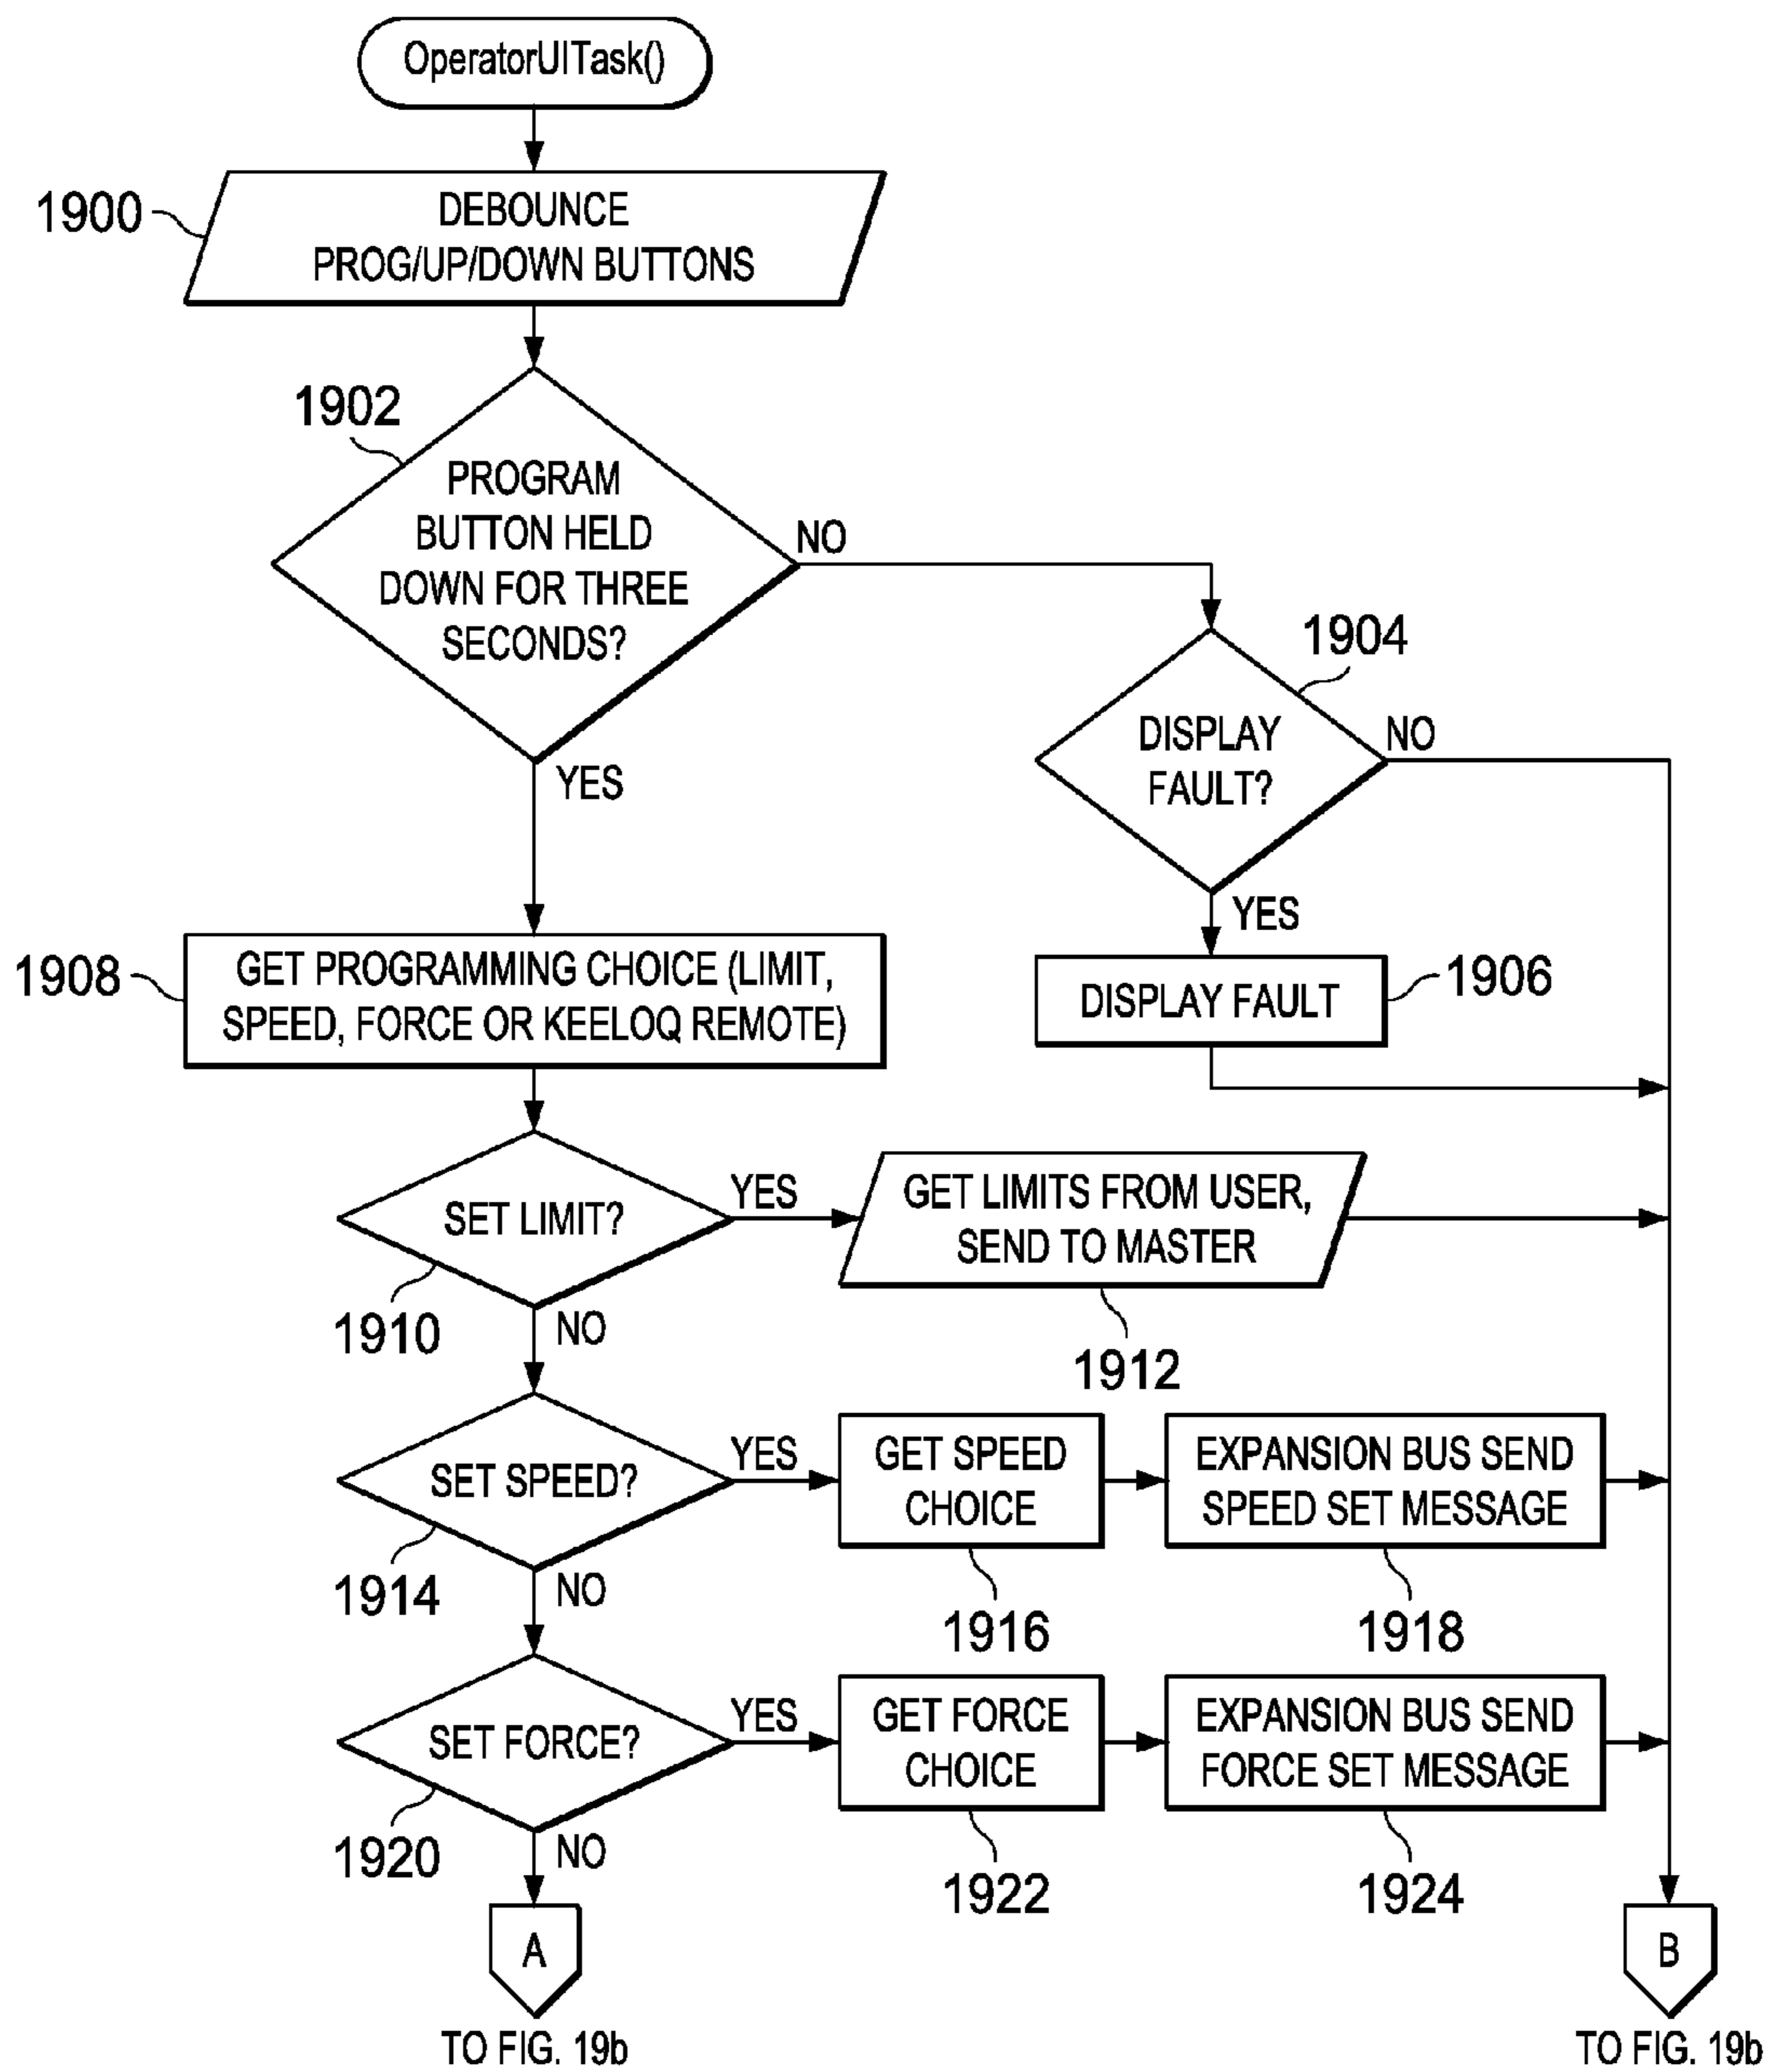 OperatorUITask()
1900
DEBOUNCE
PROG/UP/DOWN BUTTONS
1902
PROGRAM
BUTTON HELD
DOWN FOR THREE
SECONDS?
NO
YES
1904
DISPLAY
FAULT?
NO
YES
1906
DISPLAY FAULT
1908
GET PROGRAMMING CHOICE (LIMIT,
SPEED, FORCE OR KEELOQ REMOTE)
SET LIMIT?
YES
1910
NO
GET LIMITS FROM USER,
SEND TO MASTER
1912
SET SPEED?
YES
1914
NO
GET SPEED
CHOICE
1916
EXPANSION BUS SEND
SPEED SET MESSAGE
1918
SET FORCE?
YES
1920
NO
GET FORCE
CHOICE
1922
EXPANSION BUS SEND
FORCE SET MESSAGE
1924
A
TO FIG. 19b
B
TO FIG. 19b